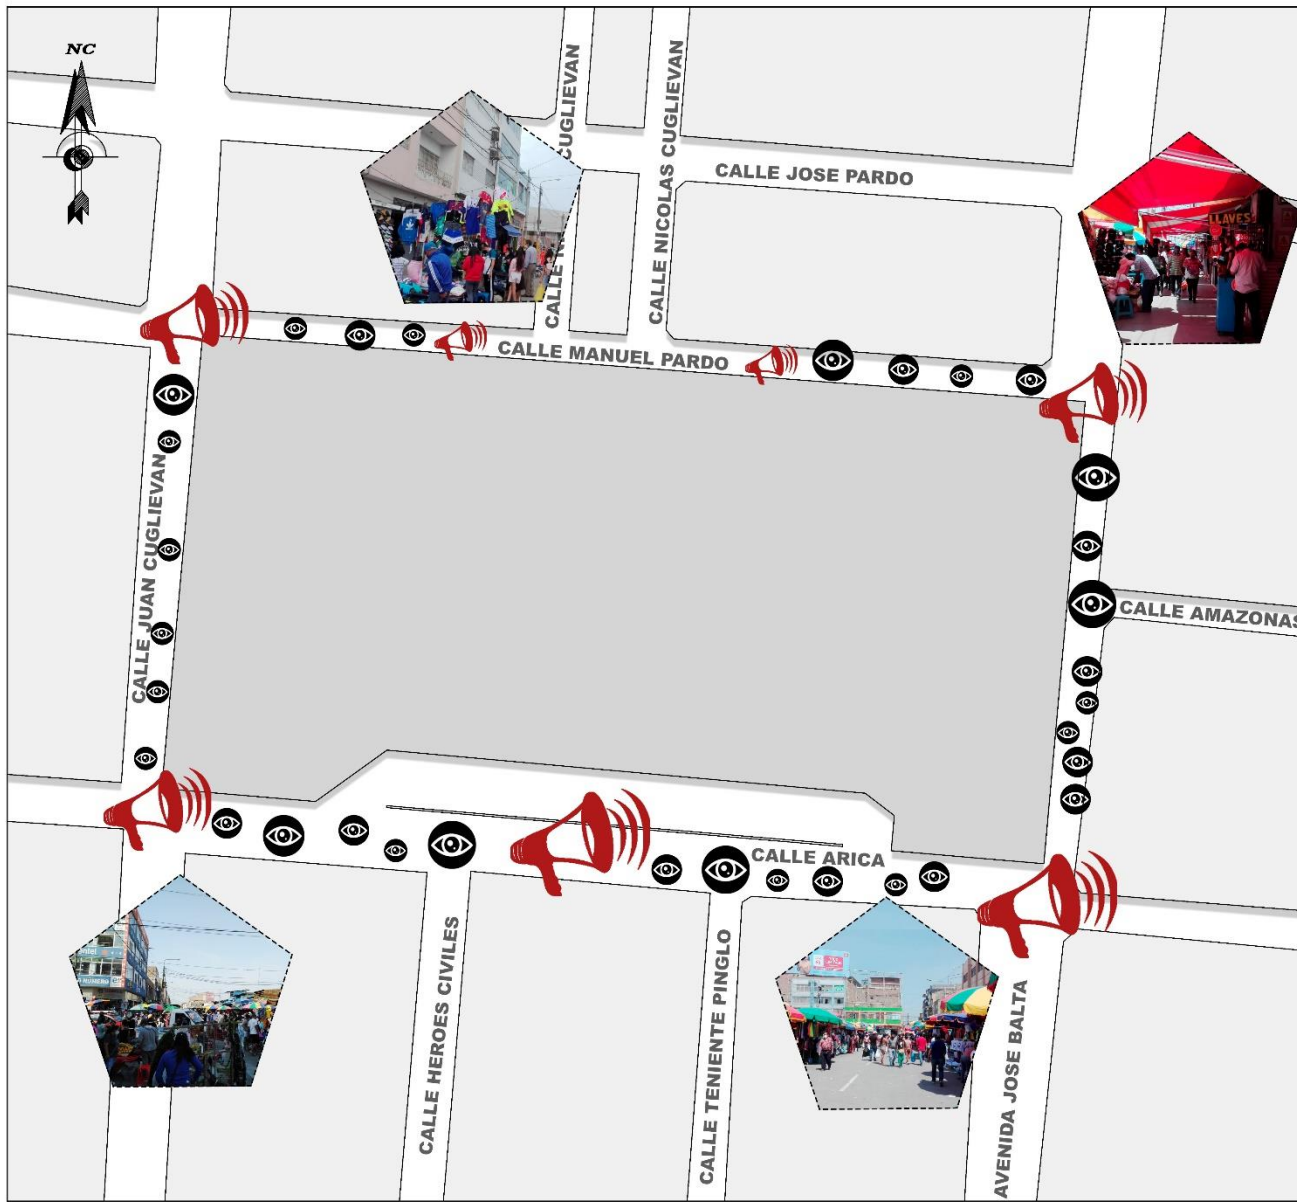 NC
CALLE NICOLAS CUGLIEVAN
CUGLIEVAN
CALLE JOSE PARDO
LLAVES
CALLE MANUEL PARDO
CALLE JUAN CUGLIEVAN
CALLE AMAZONAS
CALLE ARICA
CALLE HEROES CIVILES
CALLE TENIENTE PINGLO
AVENIDA JOSE BALTA